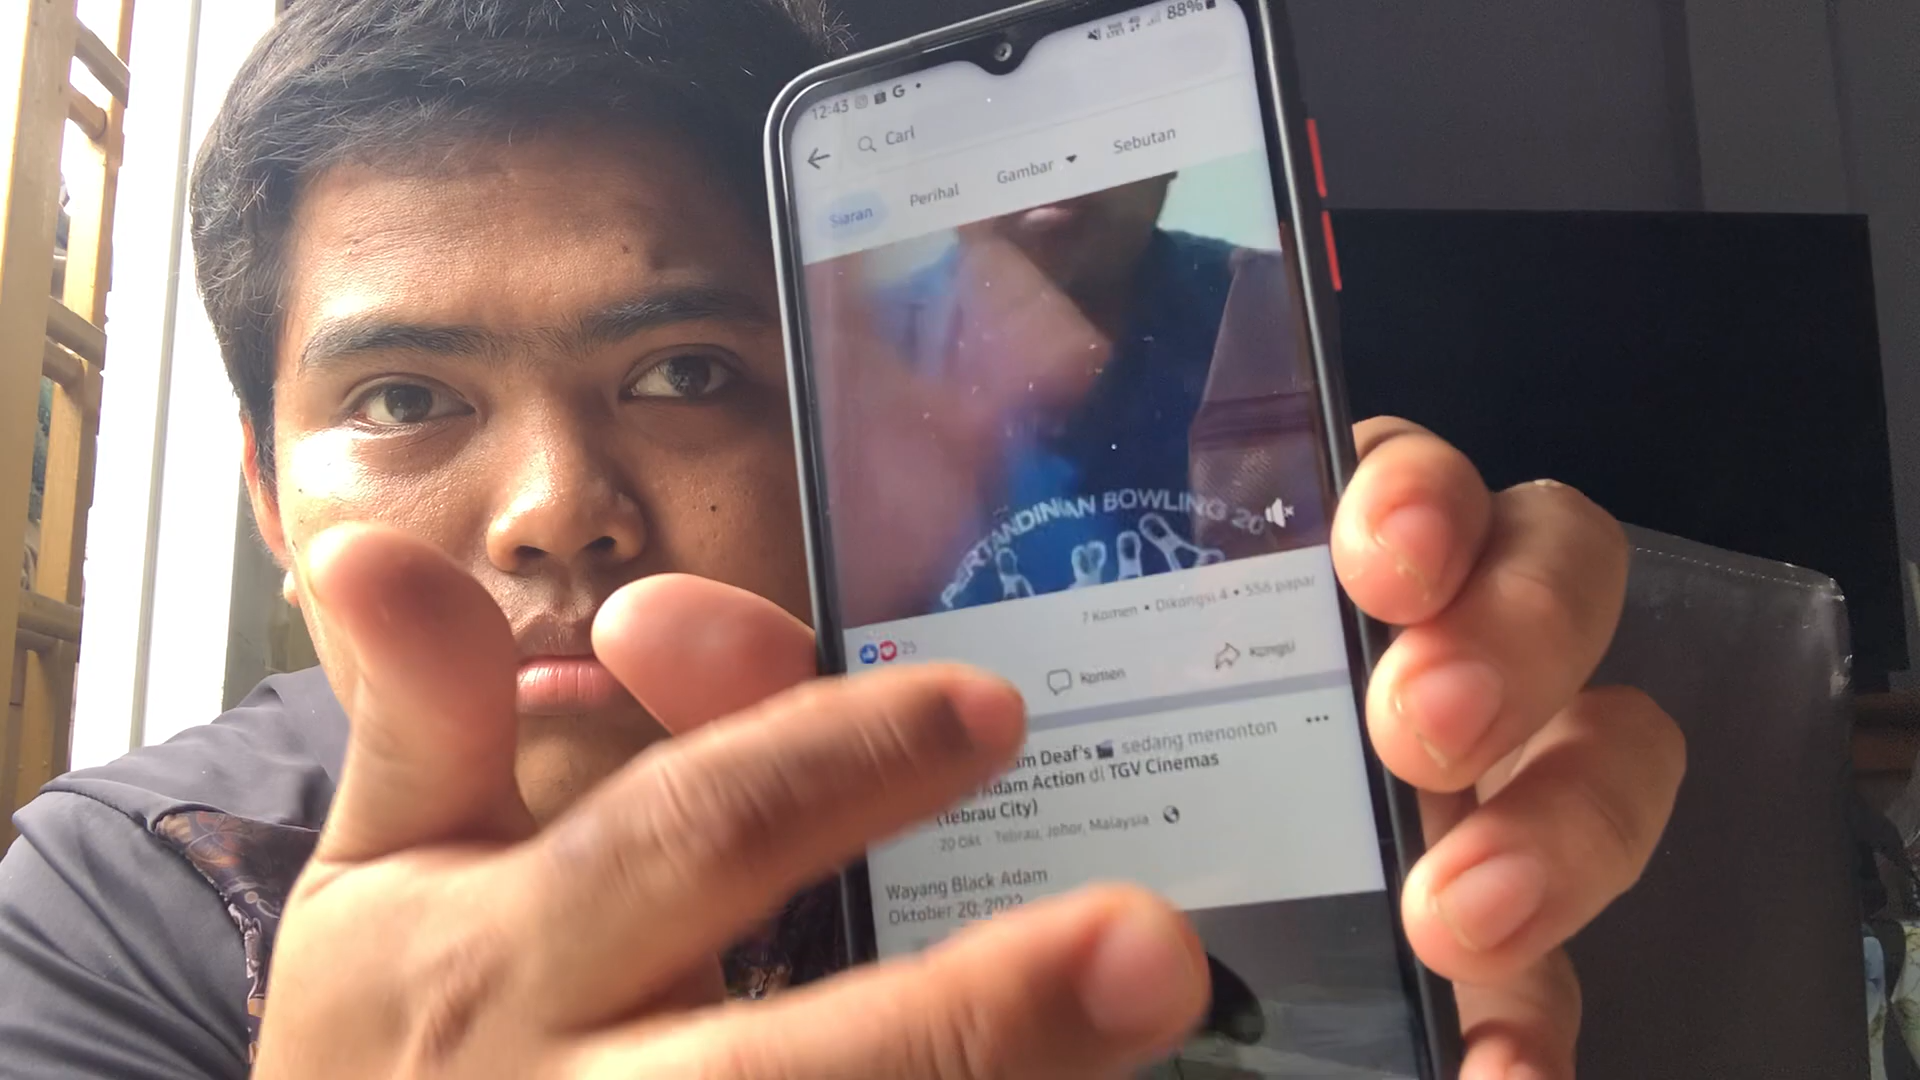 12:43 G 88%
Cari
Siaran Perihal Gambar Sebutan
PERTANDINIAN BOWLING 20
7 Komen • Dikongsi 4 • 556 papar
25
Komen Kongsi
am Deaf's sedang menonton
Adam Action di TGV Cinemas
(Tebrau City)
20 Okt · Tebrau, Johor, Malaysia
Wayang Black Adam
Oktober 20, 2022